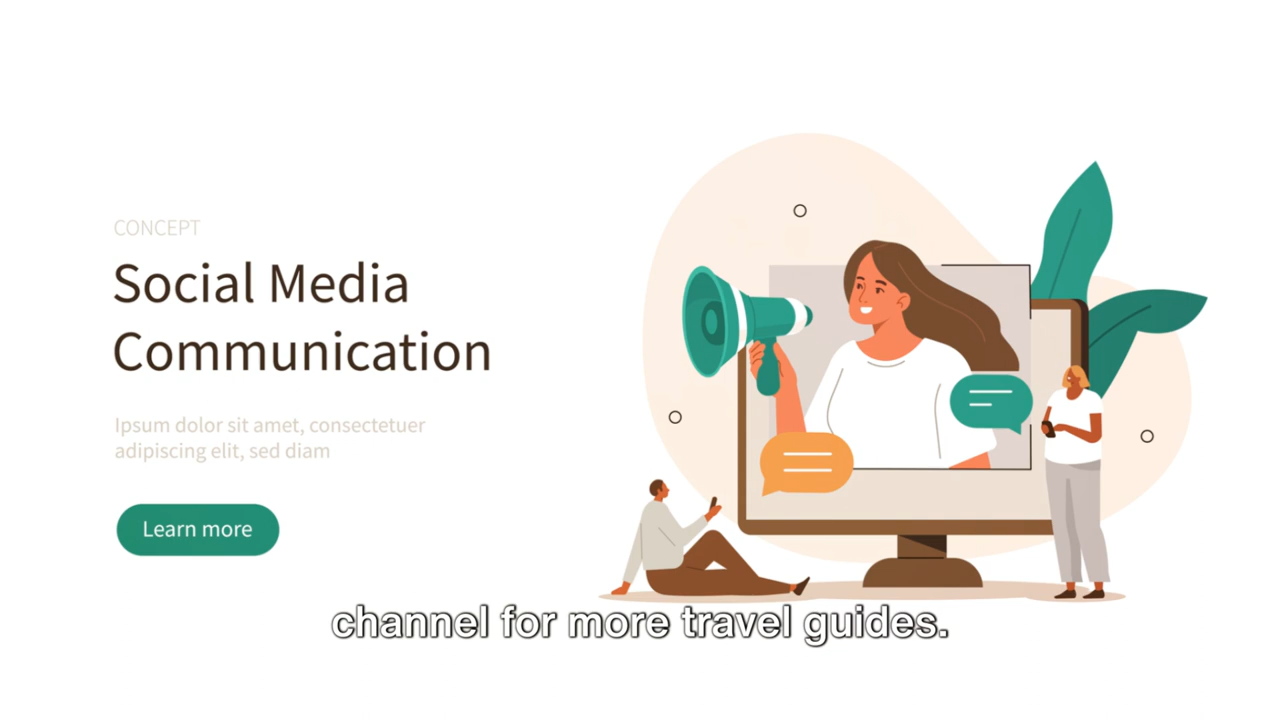 CONCEPT
Social Media
Communication
Ipsum dolor sit amet, consectetuer
adipiscing elit, sed diam
Learn more
channel for more travel guides.